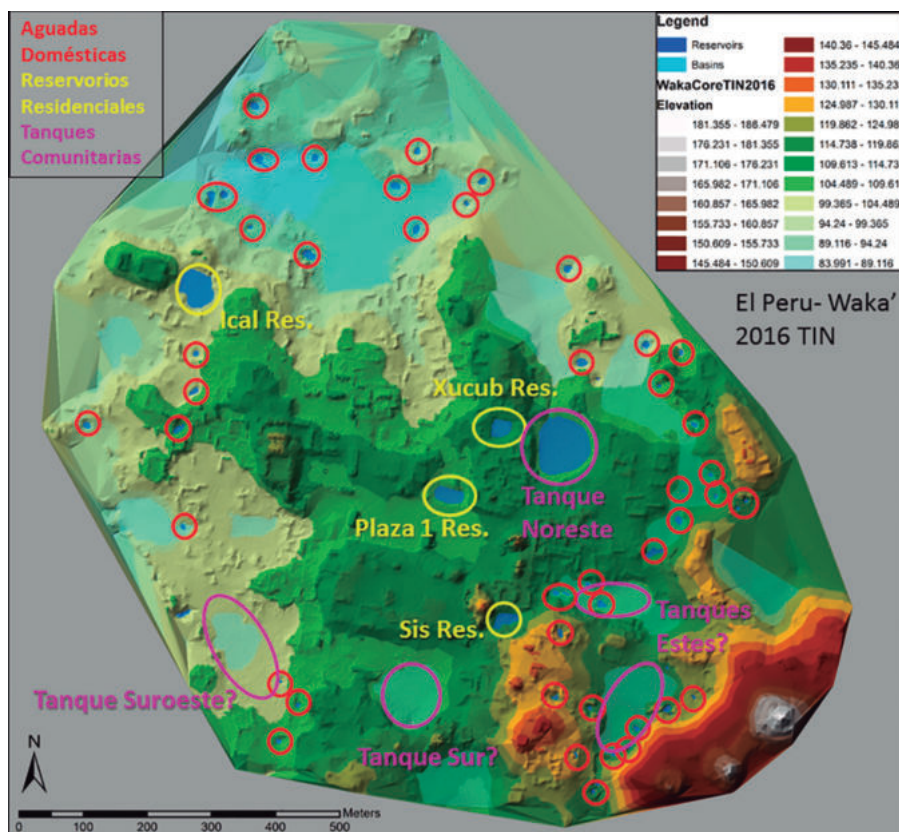 Aguadas
Domésticas
Reservorios
Residenciales
Tanques
Comunitarias
Legend
Reservoirs
Basins
WakaCoreTIN2016
Elevation
181.355 - 186.479
176.231 - 181.355
171.106 - 176.231
165.982 - 171.106
160.857 - 165.982
155.733 - 160.857
150.609 - 155.733
145.484 - 150.609
140.36 - 145.484
135.235 - 140.36
130.111 - 135.23
124.987 - 130.11
119.862 - 124.98
114.738 - 119.86
109.613 - 114.73
104.489 - 109.61
99.365 - 104.489
94.24 - 99.365
89.116 - 94.24
83.991 - 89.116
El Peru- Waka'
2016 TIN
Ical Res.
Xucub Res.
Tanque
Noreste
Plaza 1 Res.
Sis Res.
Tanques
Estes?
Tanque Suroeste?
Tanque Sur?
N
Meters
0 50 100 200 300 400 500